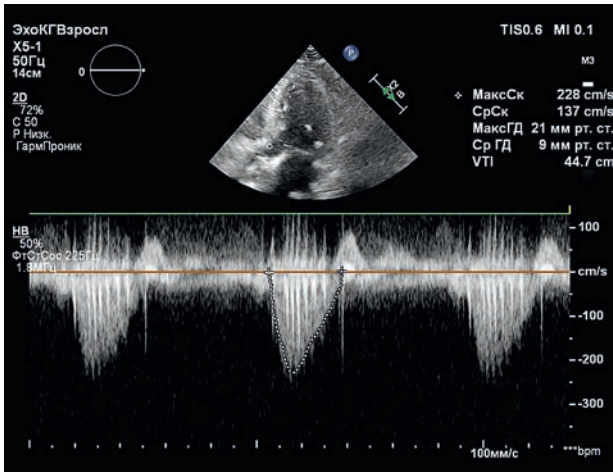 ЭхоКГВзросл
X5-1
50Гц
14см
0
2D
72%
C 50
P Низк.
ГармПроник
TIS0.6 MI 0.1
МЗ
P
X2
МаксСк 228 cm/s
СрСк 137 cm/s
МаксГД 21 мм рт. ст.
Ср ГД 9 мм рт. ст.
VTI 44.7 cm
НВ
50%
ФтСтСос 225Гц
1.8МГц
100
cm/s
-100
-200
-300
100мм/с
***bpm